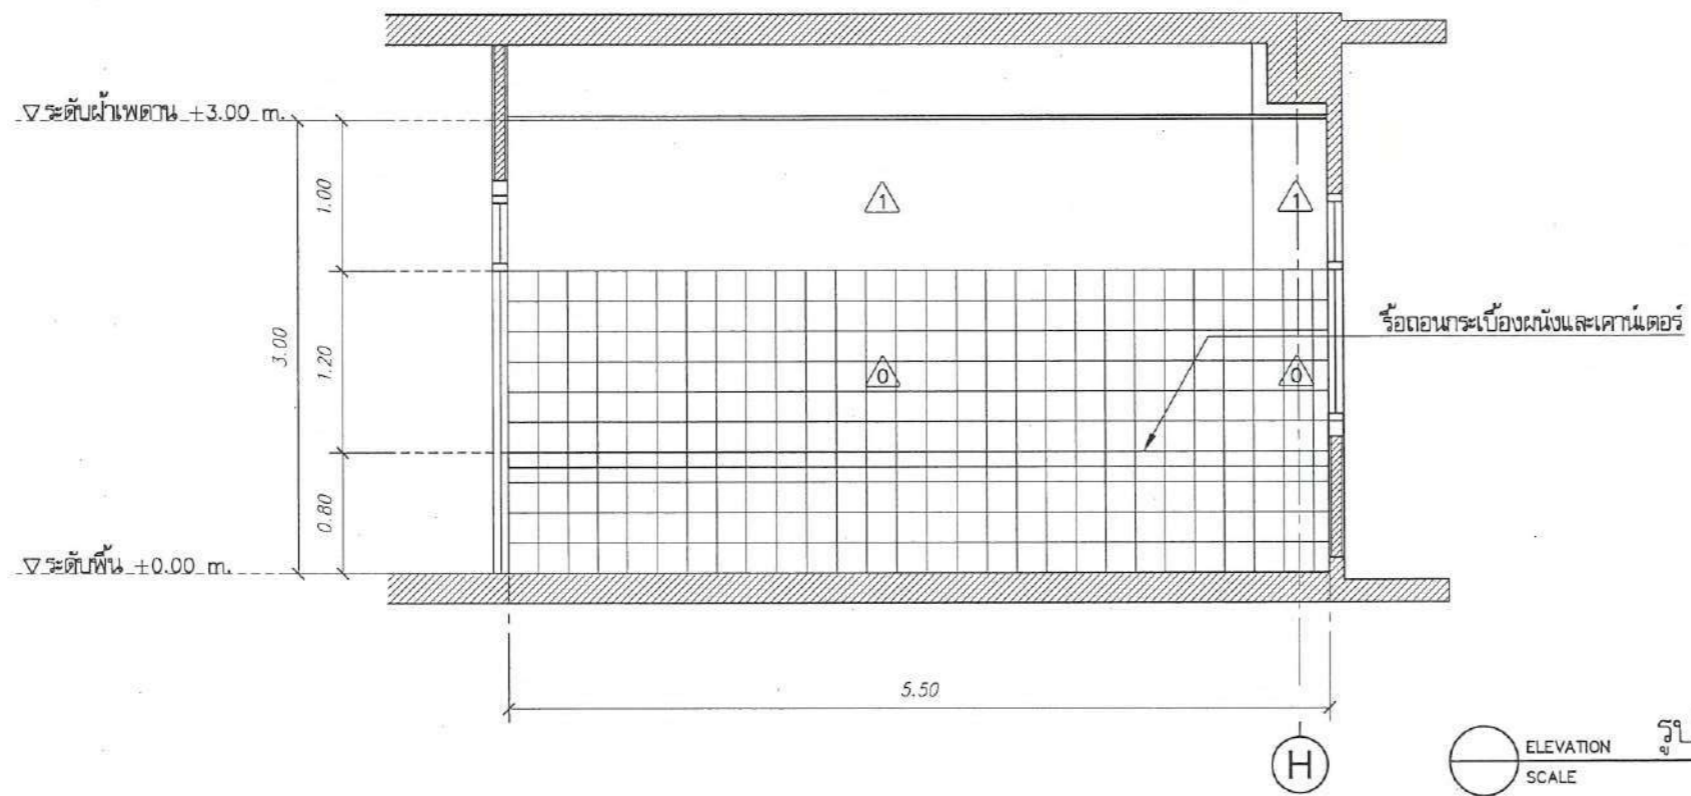 ระดับฝ้าเพดาน +3.00 m.
1.00
1
1
3.00
1.20
0
0
รื้อถอนกระเบื้องผนังและเคาน์เตอร์
0.80
ระดับพื้น +0.00 m.
5.50
H
ELEVATION
SCALE
รูป